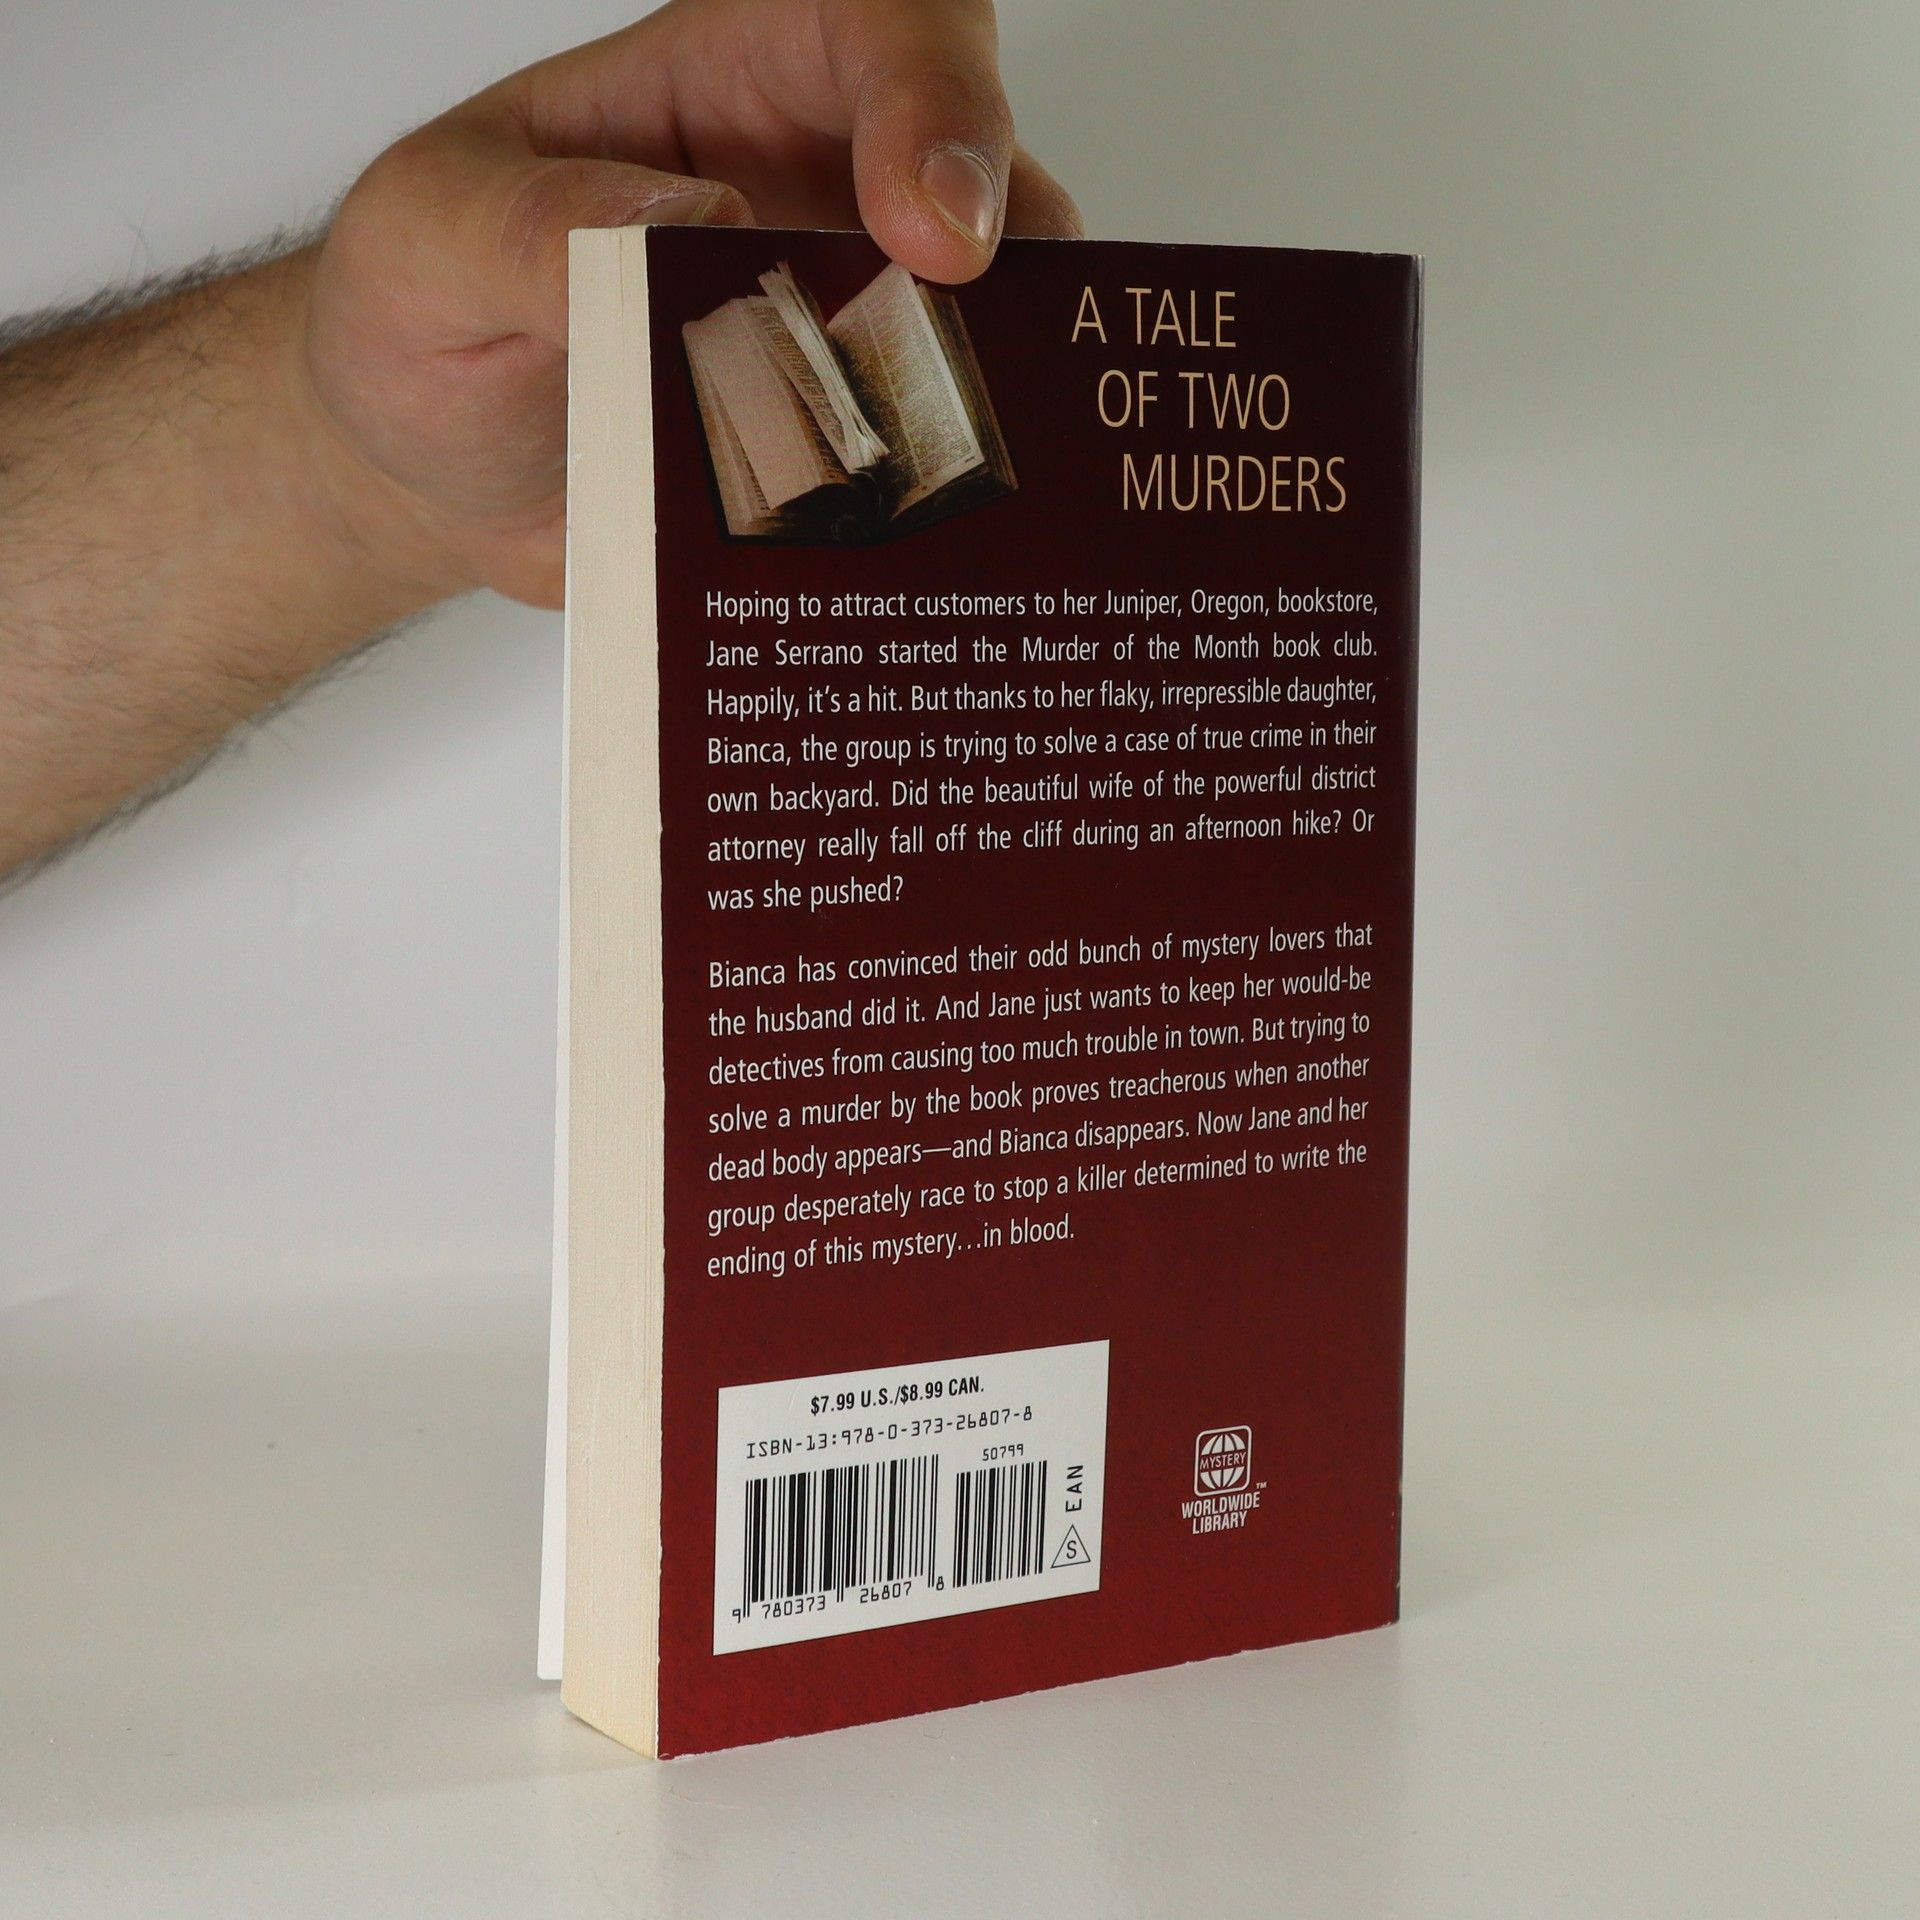 A TALE
OF TWO
MURDERS
Hoping to attract customers to her Juniper, Oregon, bookstore,
Jane Serrano started the Murder of the Month book club.
Happily, it's a hit. But thanks to her flaky, irrepressible daughter,
Bianca, the group is trying to solve a case of true crime in their
own backyard. Did the beautiful wife of the powerful district
attorney really fall off the cliff during an afternoon hike? Or
was she pushed?
Bianca has convinced their odd bunch of mystery lovers that
the husband did it. And Jane just wants to keep her would-be
detectives from causing too much trouble in town. But trying to
solve a murder by the book proves treacherous when another
dead body appears—and Bianca disappears. Now Jane and her
group desperately race to stop a killer determined to write the
ending of this mystery...in blood.
$7.99 U.S./$8.99 CAN.
ISBN-13:978-0-373-26807-8
50799
9 780373 26807 8
EAN
S
MYSTERY
WORLDWIDE™
LIBRARY